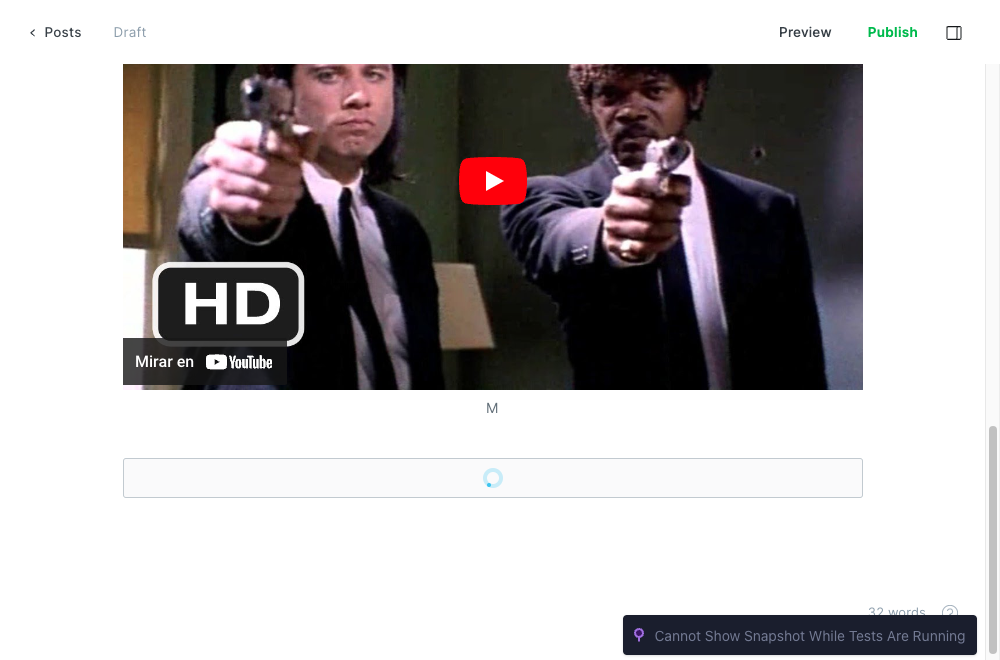 Posts
Draft
Preview
Publish
HD
Mirar en YouTube
M
32 words
Cannot Show Snapshot While Tests Are Running